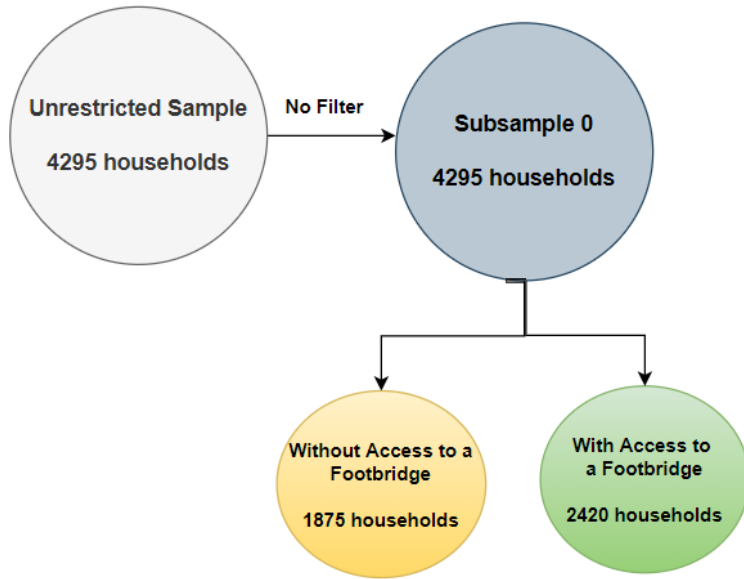 Unrestricted Sample
4295 households
No Filter
Subsample 0
4295 households
Without Access to a
Footbridge
1875 households
With Access to
a Footbridge
2420 households